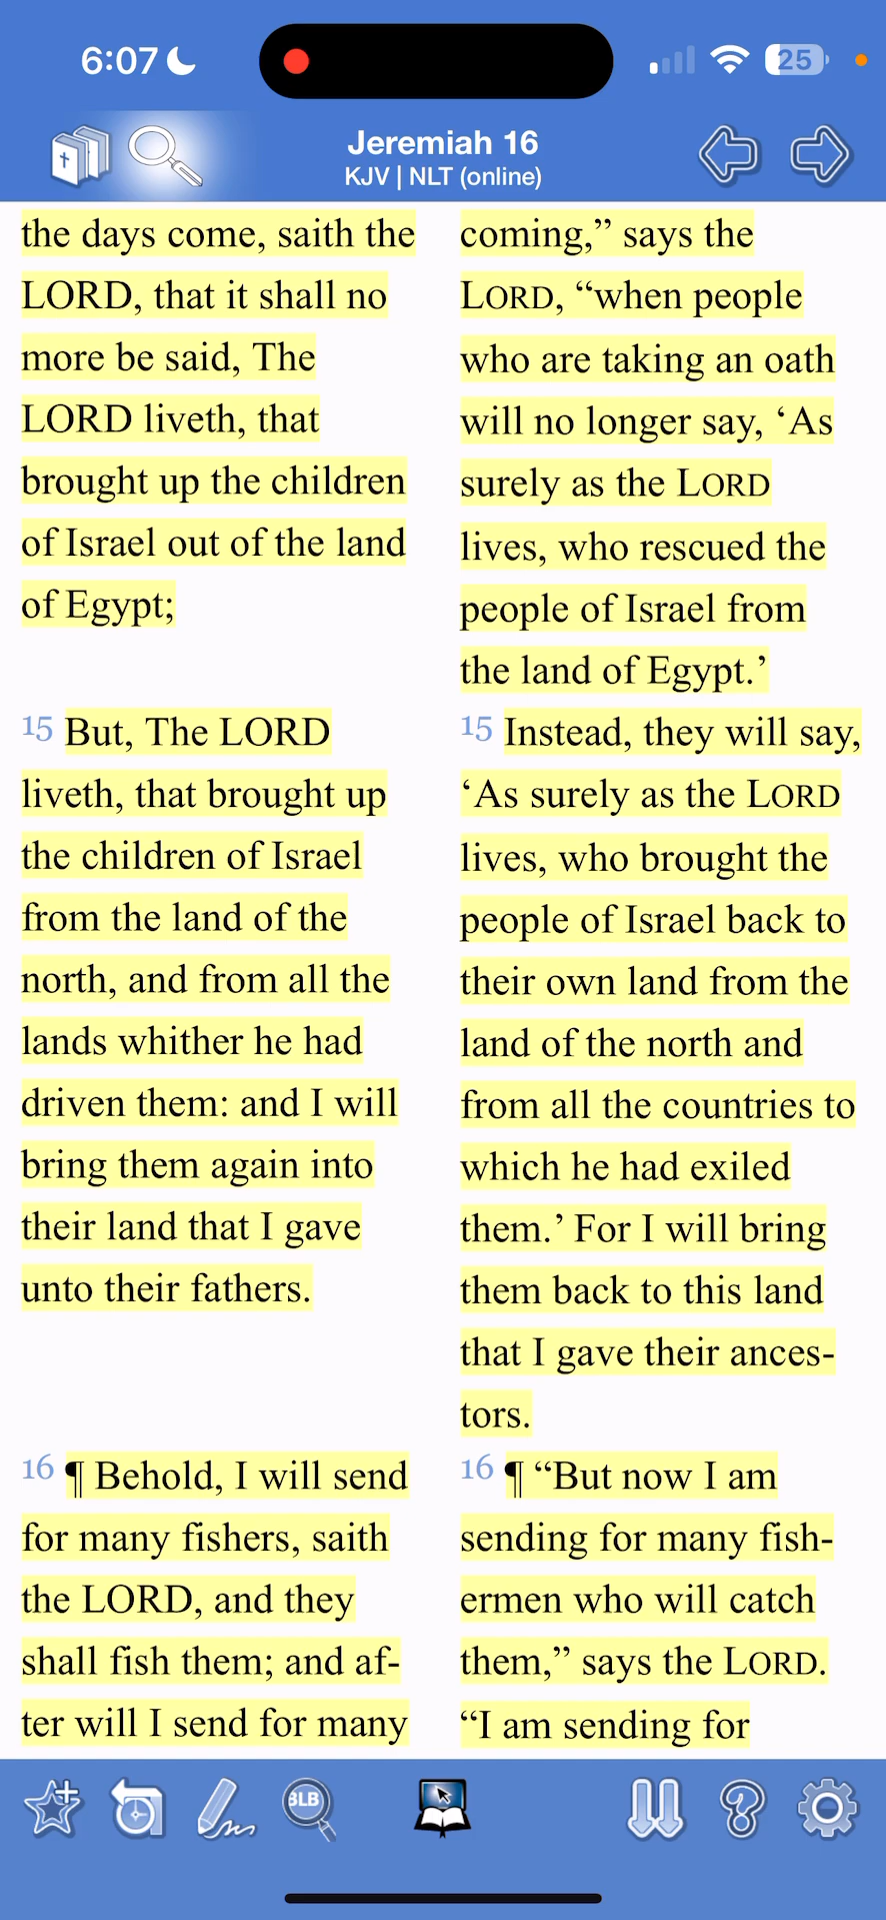 6:07
25
Jeremiah 16
KJV | NLT (online)
the days come, saith the
LORD, that it shall no
more be said, The
LORD liveth, that
brought up the children
of Israel out of the land
of Egypt;
15 But, The LORD
liveth, that brought up
the children of Israel
from the land of the
north, and from all the
lands whither he had
driven them: and I will
bring them again into
their land that I gave
unto their fathers.
16 ¶ Behold, I will send
for many fishers, saith
the LORD, and they
shall fish them; and af-
ter will I send for many
coming,” says the
LORD, “when people
who are taking an oath
will no longer say, ‘As
surely as the LORD
lives, who rescued the
people of Israel from
the land of Egypt.’
15 Instead, they will say,
‘As surely as the LORD
lives, who brought the
people of Israel back to
their own land from the
land of the north and
from all the countries to
which he had exiled
them.’ For I will bring
them back to this land
that I gave their ances-
tors.
16 ¶ “But now I am
sending for many fish-
ermen who will catch
them,” says the LORD.
“I am sending for
BLB